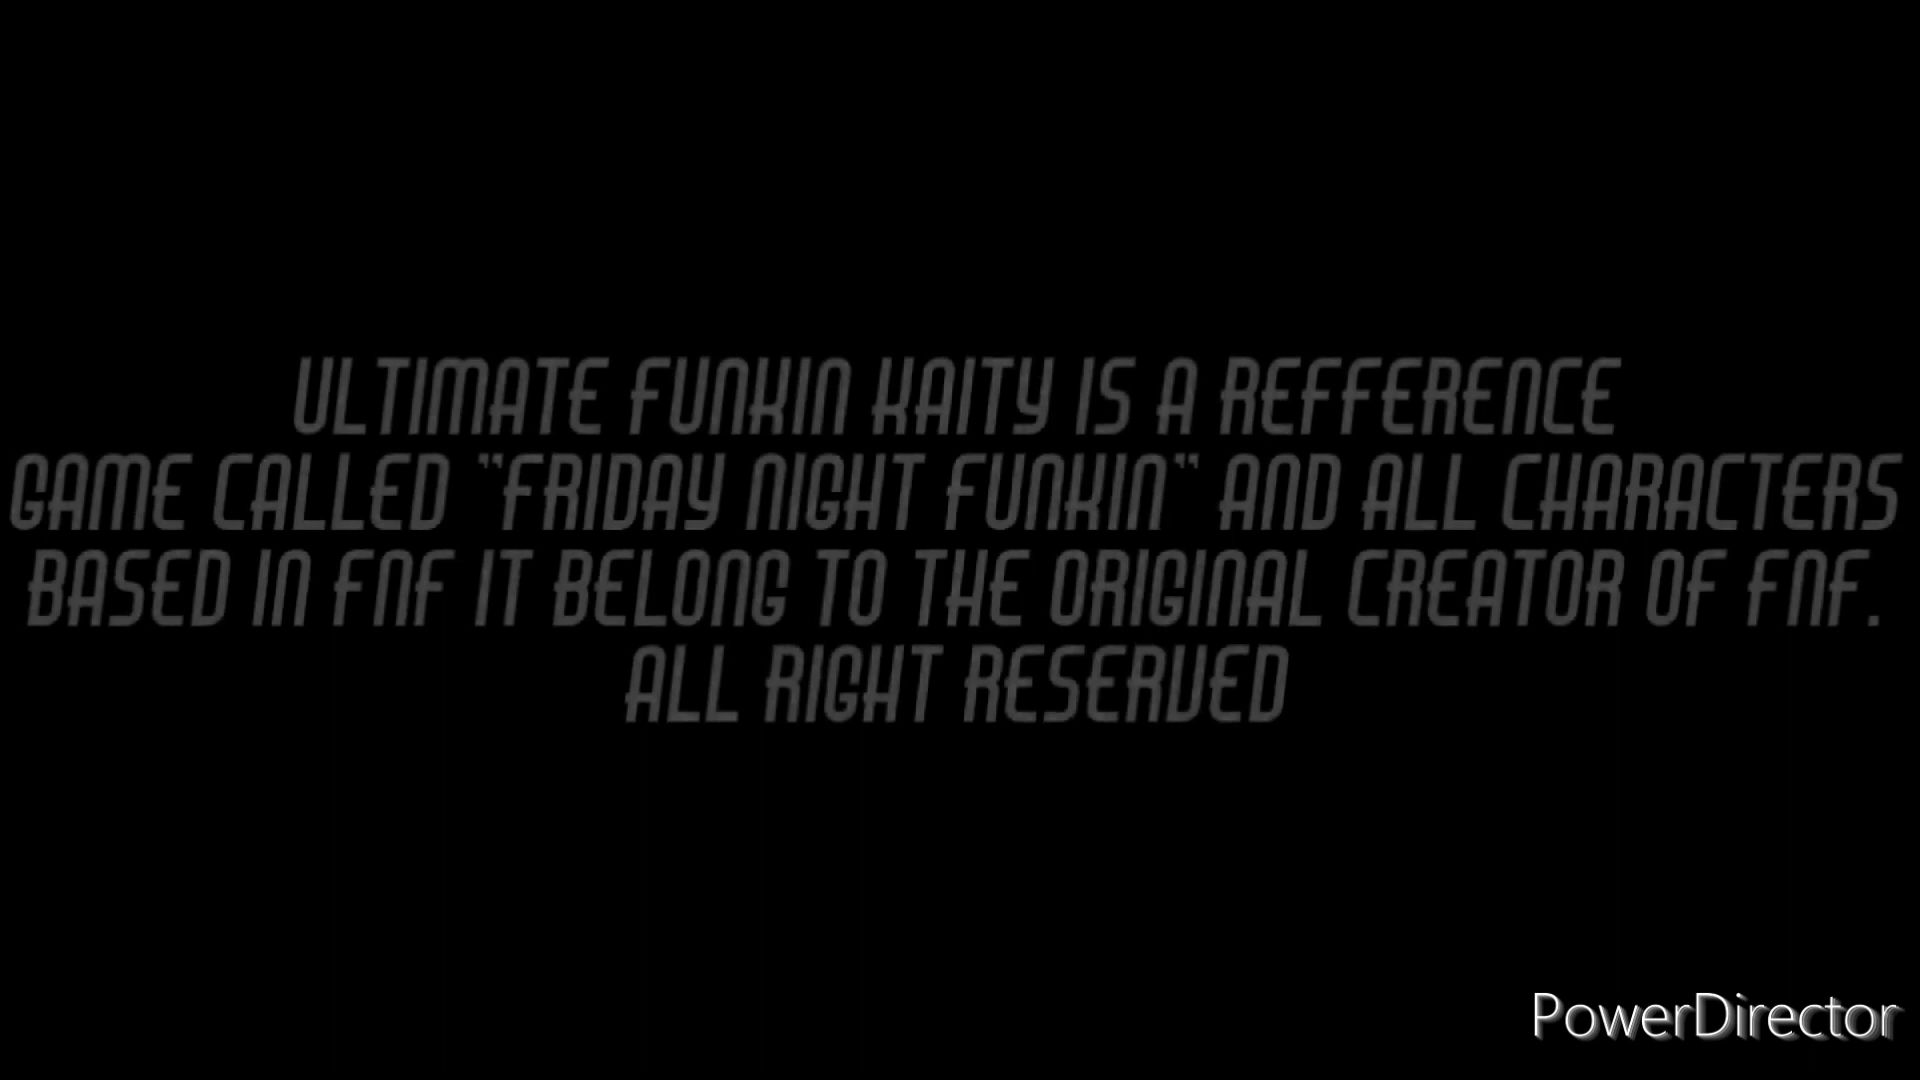 ULTIMATE FUNKIN KAITY IS A REFFERENCE
GAME CALLED "FRIDAY NIGHT FUNKIN" AND ALL CHARACTERS
BASED IN FNF IT BELONG TO THE ORIGINAL CREATOR OF FNF.
ALL RIGHT RESERVED
PowerDirector